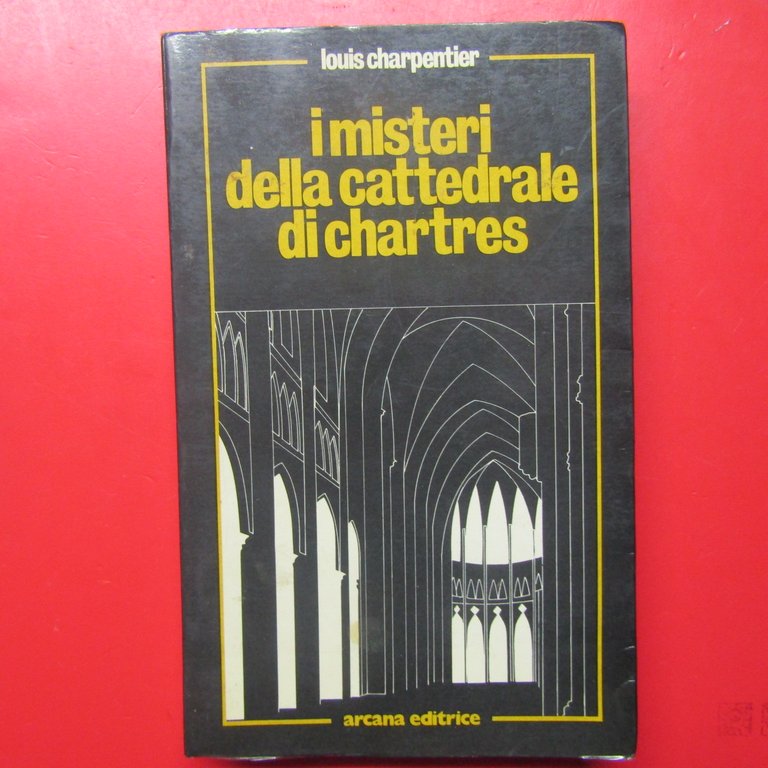 louis charpentier
i misteri
della cattedrale
di chartres
arcana editrice